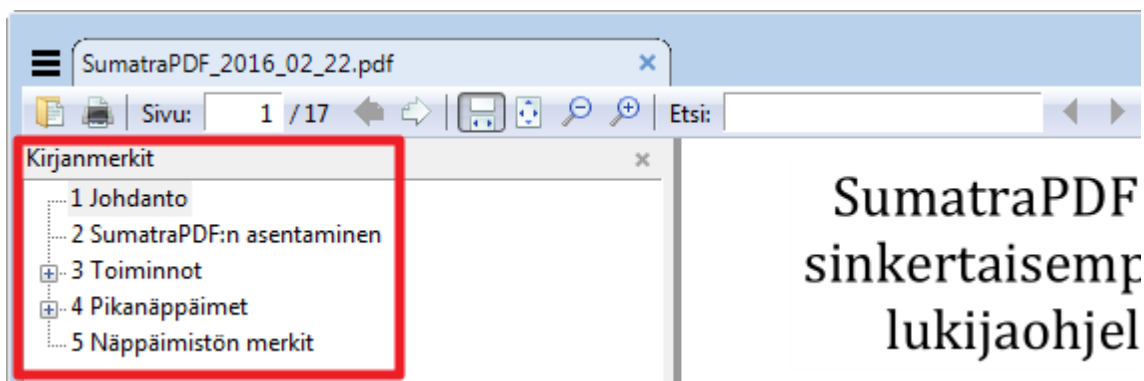 SumatraPDF_2016_02_22.pdf
Sivu: 1 / 17 Etsi:
Kirjanmerkit
1 Johdanto
2 SumatraPDF:n asentaminen
3 Toiminnot
4 Pikanäppäimet
5 Näppäimistön merkit
SumatraPDF
sinkertaisemp
lukijaohjel